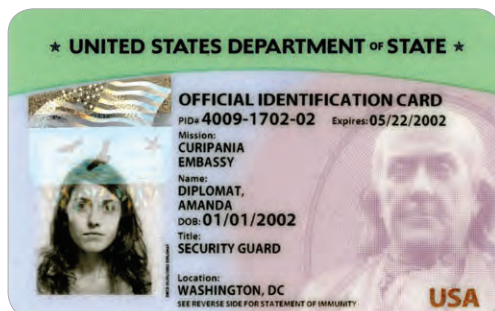 ★ UNITED STATES DEPARTMENT OF STATE ★
OFFICIAL IDENTIFICATION CARD
PID# 4009-1702-02 Expires: 05/22/2002
Mission:
CURIPANIA
EMBASSY
Name:
DIPLOMAT,
AMANDA
DOB: 01/01/2002
Title:
SECURITY GUARD
Location:
WASHINGTON, DC
SEE REVERSE SIDE FOR STATEMENT OF IMMUNITY
USA